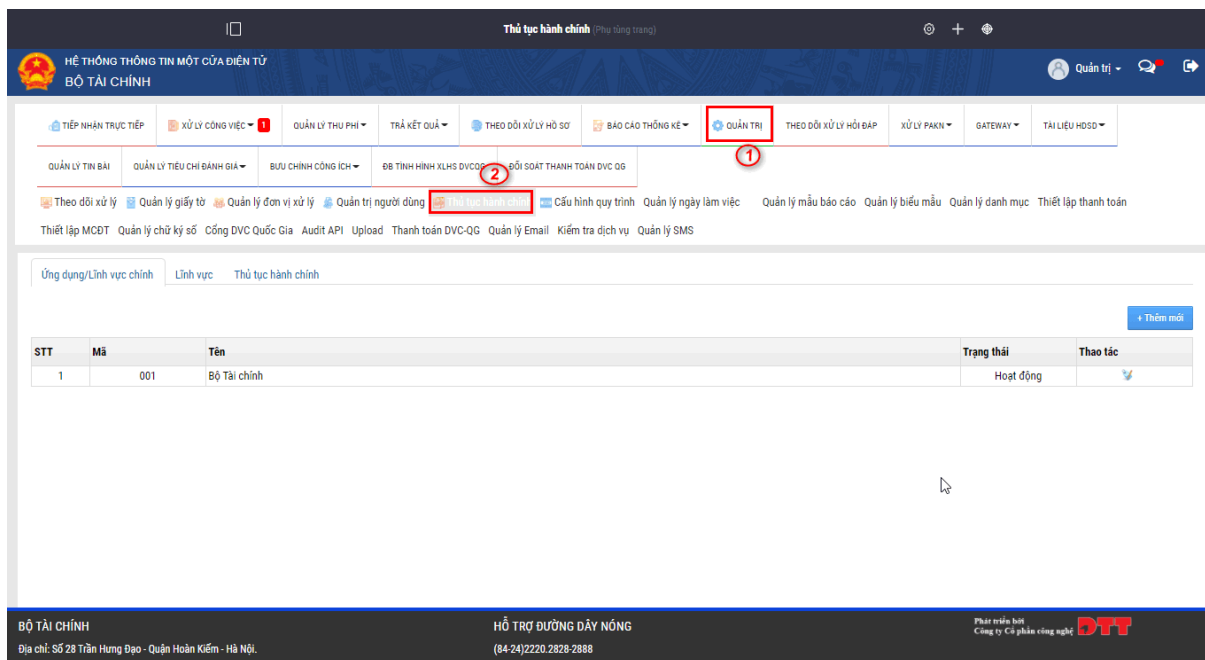 Thủ tục hành chính (Phụ tùng trang)
HỆ THỐNG THÔNG TIN MỘT CỬA ĐIỆN TỬ
BỘ TÀI CHÍNH
Quản trị
TIẾP NHẬN TRỰC TIẾP XỬ LÝ CÔNG VIỆC 1 QUẢN LÝ THU PHÍ TRẢ KẾT QUẢ THEO DÕI XỬ LÝ HỒ SƠ BÁO CÁO THỐNG KÊ QUẢN TRỊ THEO DÕI XỬ LÝ HỎI ĐÁP XỬ LÝ PAKN GATEWAY TÀI LIỆU HDSD
1
QUẢN LÝ TIN BÀI QUẢN LÝ TIÊU CHÍ ĐÁNH GIÁ BƯU CHÍNH CÔNG ÍCH ĐB TÌNH HÌNH XLHS DVCQG ĐỐI SOÁT THANH TOÁN DVC QG
2
Theo dõi xử lý Quản lý giấy tờ Quản lý đơn vị xử lý Quản trị người dùng Thủ tục hành chính Cấu hình quy trình Quản lý ngày làm việc Quản lý mẫu báo cáo Quản lý biểu mẫu Quản lý danh mục Thiết lập thanh toán
Thiết lập MCĐT Quản lý chữ ký số Cổng DVC Quốc Gia Audit API Upload Thanh toán DVC-QG Quản lý Email Kiểm tra dịch vụ Quản lý SMS
Ứng dụng/Lĩnh vực chính Lĩnh vực Thủ tục hành chính
+ Thêm mới
STT Mã Tên Trạng thái Thao tác
1 001 Bộ Tài chính Hoạt động
BỘ TÀI CHÍNH HỖ TRỢ ĐƯỜNG DÂY NÓNG
Địa chỉ: Số 28 Trần Hưng Đạo - Quận Hoàn Kiếm - Hà Nội. (84-24)2220.2828-2888
Phát triển bởi
Công ty Cổ phần công nghệ DTT